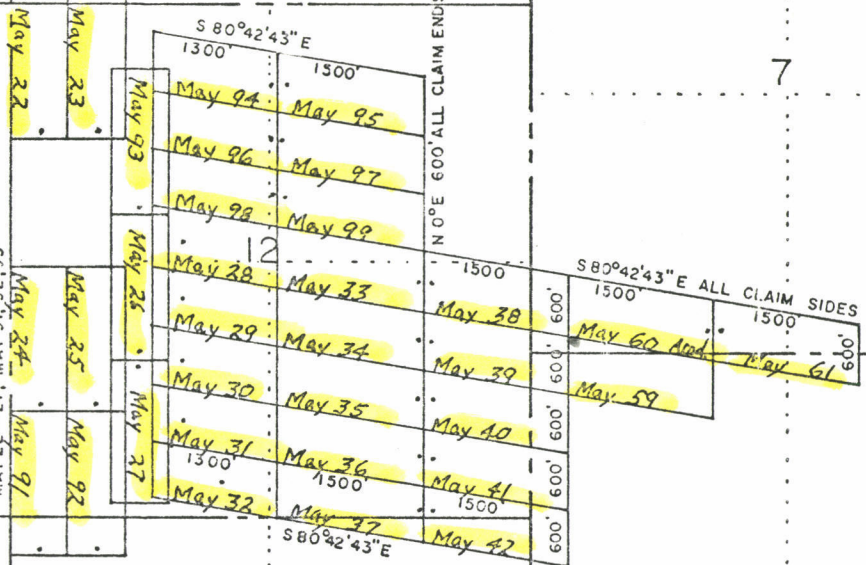 S 80°42'43" E
1300'
1500'
N 0° E 600' ALL CLAIM ENDS
7
May 22
May 23
May 93
May 94
May 95
May 96
May 97
May 98
May 99
12
May 26
May 28
May 33
1500'
S 80°42'43" E ALL CLAIM SIDES
1500'
1500'
600'
600'
May 38
May 60 Amd.
May 61
May 24
May 25
May 29
May 34
May 39
600'
May 59
May 30
May 35
May 40
600'
May 27
May 31
1300'
May 36
1500'
May 41
1500'
600'
May 91
May 92
May 32
May 37
May 42
600'
S 80°42'43" E